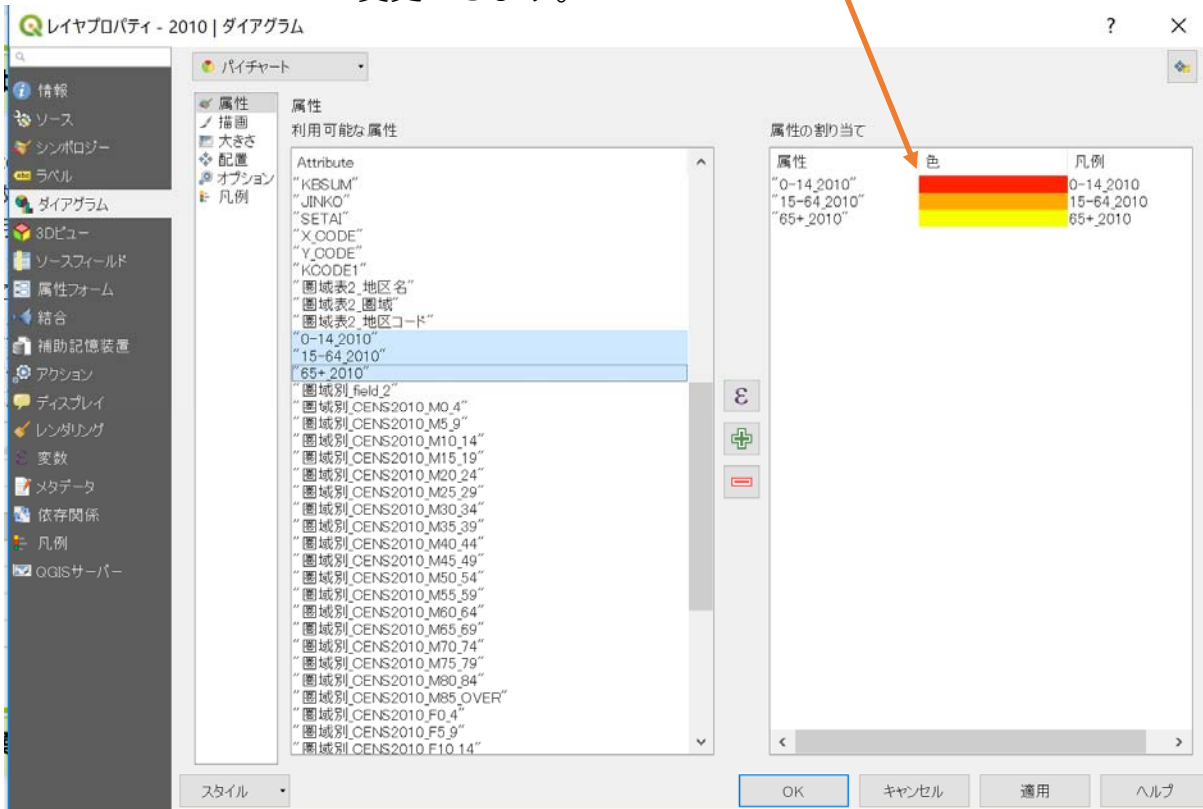 変更できます。
レイヤプロパティ - 2010 | ダイアグラム
?
パイチャート
情報
ソース
シンボロジー
ラベル
ダイアグラム
3Dビュー
ソースフィールド
属性フォーム
結合
補助記憶装置
アクション
ディスプレイ
レンダリング
変数
メタデータ
依存関係
凡例
QGISサーバー
属性
描画
大きさ
配置
オプション
凡例
属性
利用可能な属性
Attribute
"KBSUM"
"JINKO"
"SETAI"
"X_CODE"
"Y_CODE"
"KCODE1"
"圏域表2_地区名"
"圏域表2_圏域"
"圏域表2_地区コード"
"0-14_2010"
"15-64_2010"
"65+_2010"
"圏域別_field_2"
"圏域別_CENS2010_M0_4"
"圏域別_CENS2010_M5_9"
"圏域別_CENS2010_M10_14"
"圏域別_CENS2010_M15_19"
"圏域別_CENS2010_M20_24"
"圏域別_CENS2010_M25_29"
"圏域別_CENS2010_M30_34"
"圏域別_CENS2010_M35_39"
"圏域別_CENS2010_M40_44"
"圏域別_CENS2010_M45_49"
"圏域別_CENS2010_M50_54"
"圏域別_CENS2010_M55_59"
"圏域別_CENS2010_M60_64"
"圏域別_CENS2010_M65_69"
"圏域別_CENS2010_M70_74"
"圏域別_CENS2010_M75_79"
"圏域別_CENS2010_M80_84"
"圏域別_CENS2010_M85_OVER"
"圏域別_CENS2010_F0_4"
"圏域別_CENS2010_F5_9"
"圏域別_CENS2010_F10_14"
ε
属性の割り当て
属性 色 凡例
"0-14_2010" 0-14_2010
"15-64_2010" 15-64_2010
"65+_2010" 65+_2010
スタイル
OK キャンセル 適用 ヘルプ